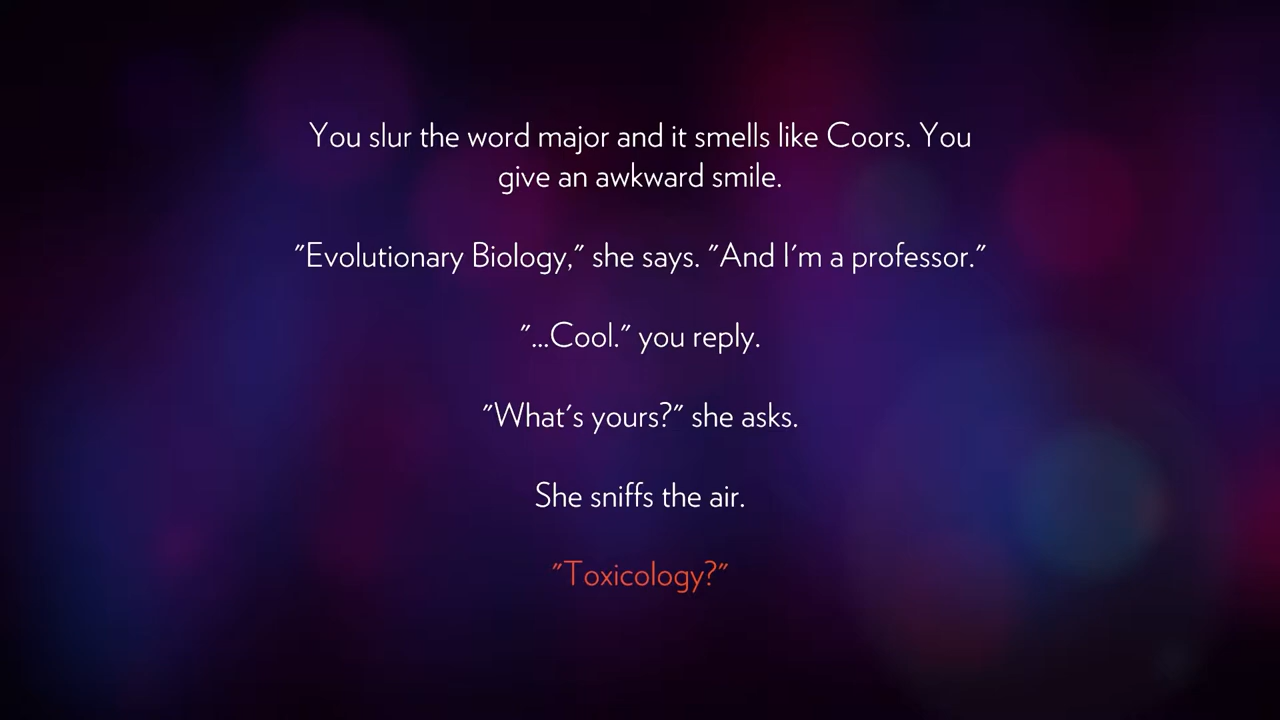 You slur the word major and it smells like Coors. You
give an awkward smile.
"Evolutionary Biology," she says. "And I'm a professor."
"...Cool." you reply.
"What's yours?" she asks.
She sniffs the air.
"Toxicology?"